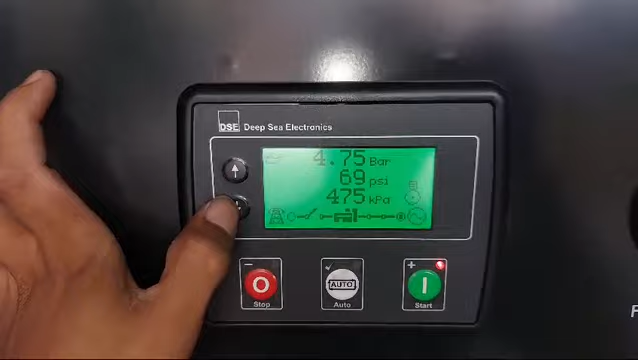 DSE Deep Sea Electronics
4.75 Bar
69 psi
475 kPa
Stop
AUTO
Auto
Start
F